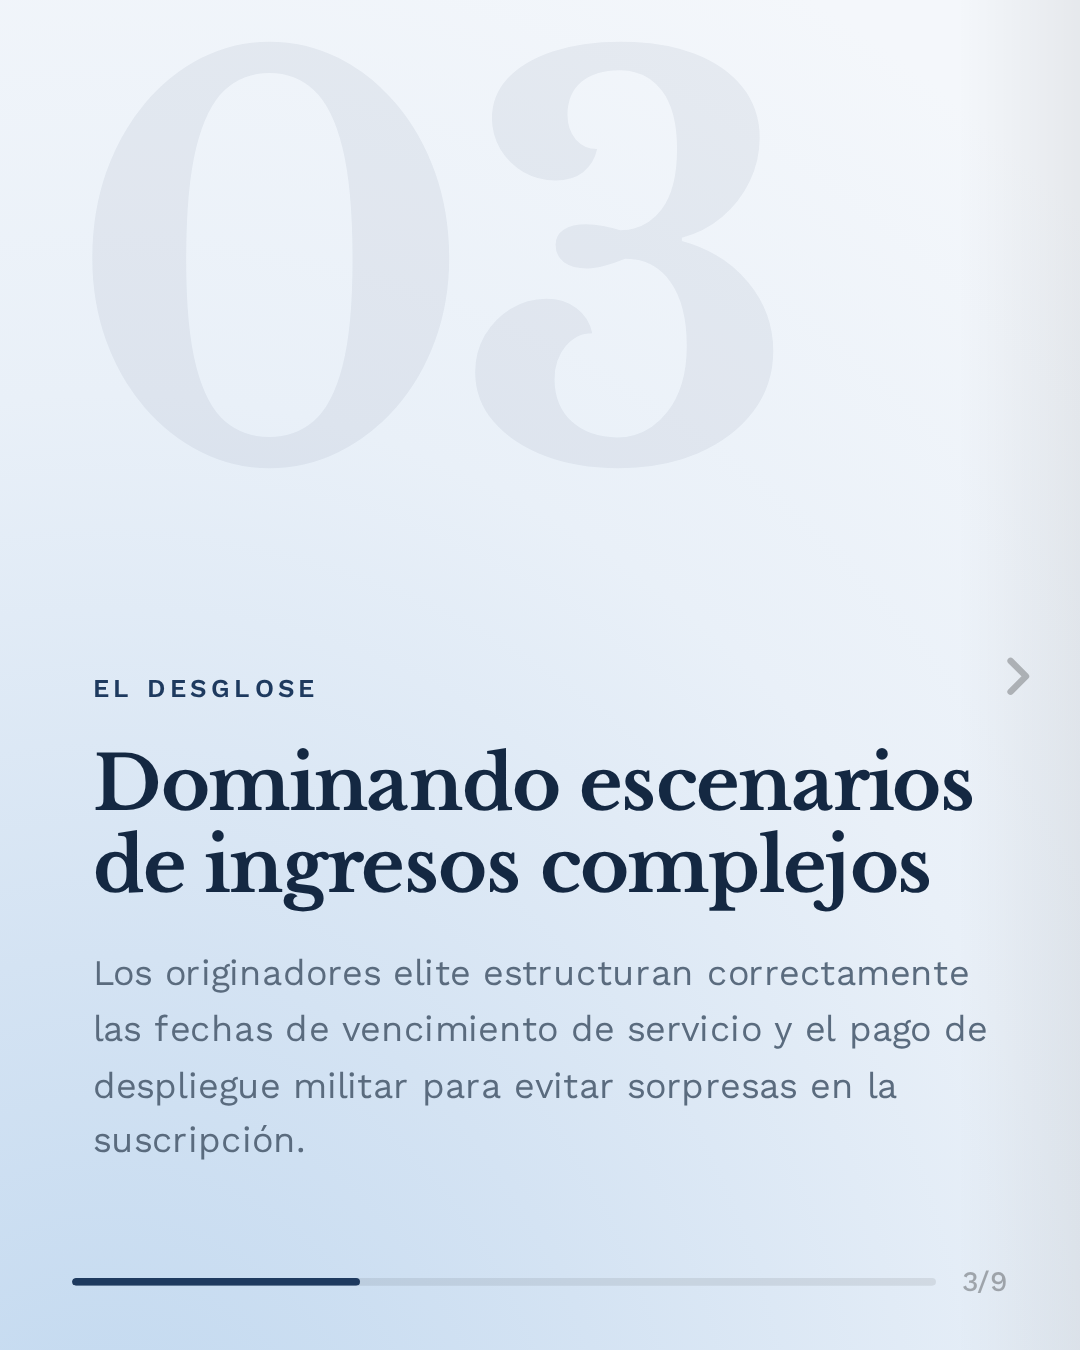 03
EL DESGLOSE
Dominando escenarios
de ingresos complejos
Los originadores elite estructuran correctamente
las fechas de vencimiento de servicio y el pago de
despliegue militar para evitar sorpresas en la
suscripción.
3/9